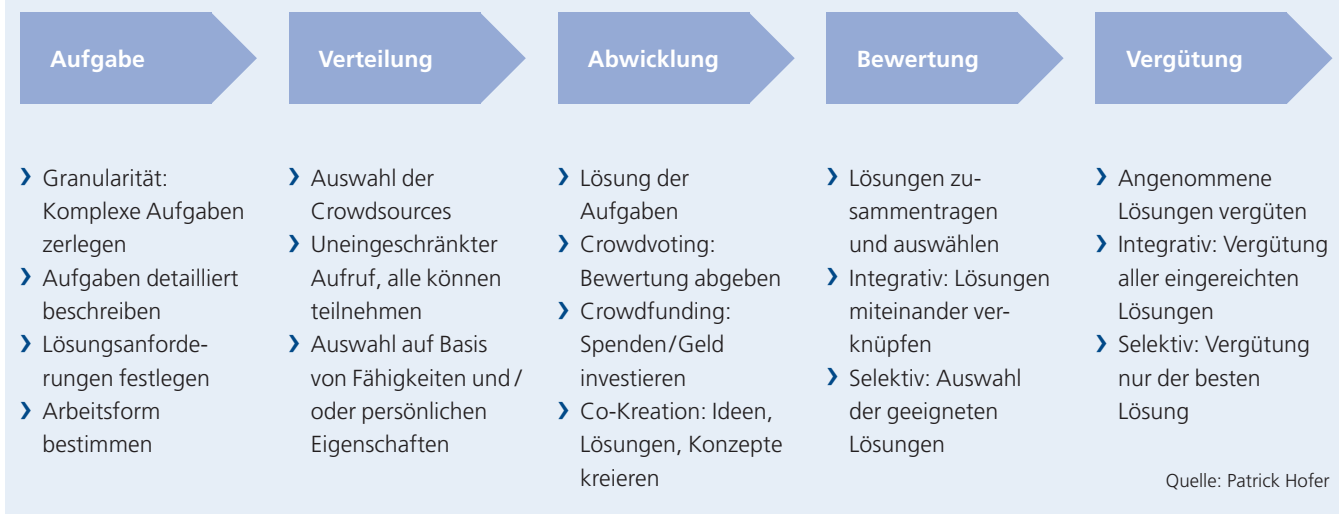 Aufgabe
Verteilung
Abwicklung
Bewertung
Vergütung
› Granularität:
Komplexe Aufgaben
zerlegen
› Aufgaben detailliert
beschreiben
› Lösungsanforde-
rungen festlegen
› Arbeitsform
bestimmen
› Auswahl der
Crowdsources
› Uneingeschränkter
Aufruf, alle können
teilnehmen
› Auswahl auf Basis
von Fähigkeiten und/
oder persönlichen
Eigenschaften
› Lösung der
Aufgaben
› Crowdvoting:
Bewertung abgeben
› Crowdfunding:
Spenden/Geld
investieren
› Co-Kreation: Ideen,
Lösungen, Konzepte
kreieren
› Lösungen zu-
sammentragen
und auswählen
› Integrativ: Lösungen
miteinander ver-
knüpfen
› Selektiv: Auswahl
der geeigneten
Lösungen
› Angenommene
Lösungen vergüten
› Integrativ: Vergütung
aller eingereichten
Lösungen
› Selektiv: Vergütung
nur der besten
Lösung
Quelle: Patrick Hofer